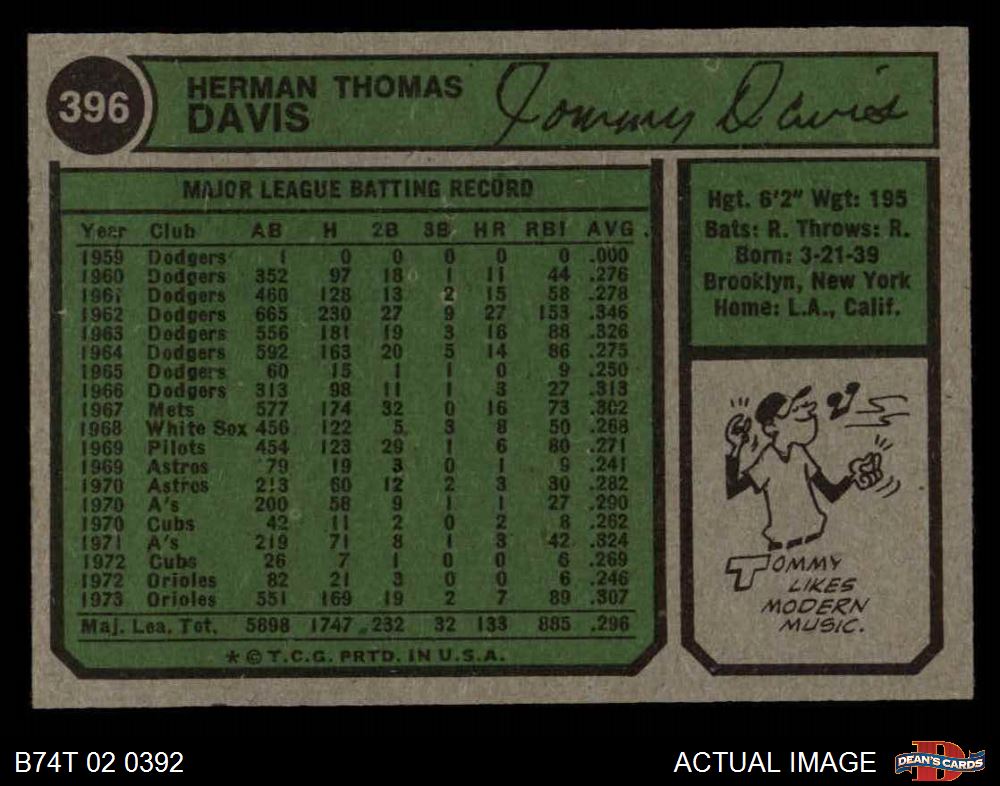 396
HERMAN THOMAS
DAVIS
Tommy Davis
MAJOR LEAGUE BATTING RECORD
Year Club AB H 2B 3B HR RBI AVG.
1959 Dodgers 1 0 0 0 0 0 .000
1960 Dodgers 352 97 18 1 11 44 .276
1961 Dodgers 460 128 13 2 15 58 .278
1962 Dodgers 665 230 27 9 27 153 .346
1963 Dodgers 556 181 19 3 16 88 .326
1964 Dodgers 592 163 20 5 14 86 .275
1965 Dodgers 60 15 1 1 0 9 .250
1966 Dodgers 313 98 11 1 3 27 .313
1967 Mets 577 174 32 0 16 73 .302
1968 White Sox 456 122 5 3 8 50 .268
1969 Pilots 454 123 29 1 6 80 .271
1969 Astros 79 19 3 0 1 9 .241
1970 Astros 213 60 12 2 3 30 .282
1970 A's 200 58 9 1 1 27 .290
1970 Cubs 42 11 2 0 2 8 .262
1971 A's 219 71 8 1 3 42 .324
1972 Cubs 26 7 1 0 0 6 .269
1972 Orioles 82 21 3 0 0 6 .246
1973 Orioles 551 169 19 2 7 89 .307
Maj. Lea. Tot. 5898 1747 232 32 133 885 .296
* © T.C.G. PRTD. IN U.S.A.
Hgt. 6'2" Wgt: 195
Bats: R. Throws: R.
Born: 3-21-39
Brooklyn, New York
Home: L.A., Calif.
TOMMY
LIKES
MODERN
MUSIC.
B74T 02 0392
ACTUAL IMAGE
DEAN'S CARDS